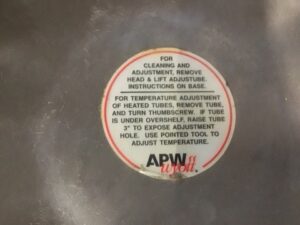 FOR
CLEANING AND
ADJUSTMENT, REMOVE
HEAD & LIFT ADJUSTUBE.
INSTRUCTIONS ON BASE.
FOR TEMPERATURE ADJUSTMENT
OF HEATED TUBES, REMOVE TUBE,
AND TURN THUMBSCREW. IF TUBE
IS UNDER OVERSHELF, RAISE TUBE
3" TO EXPOSE ADJUSTMENT
HOLE. USE POINTED TOOL TO
ADJUST TEMPERATURE.
APW
wyott